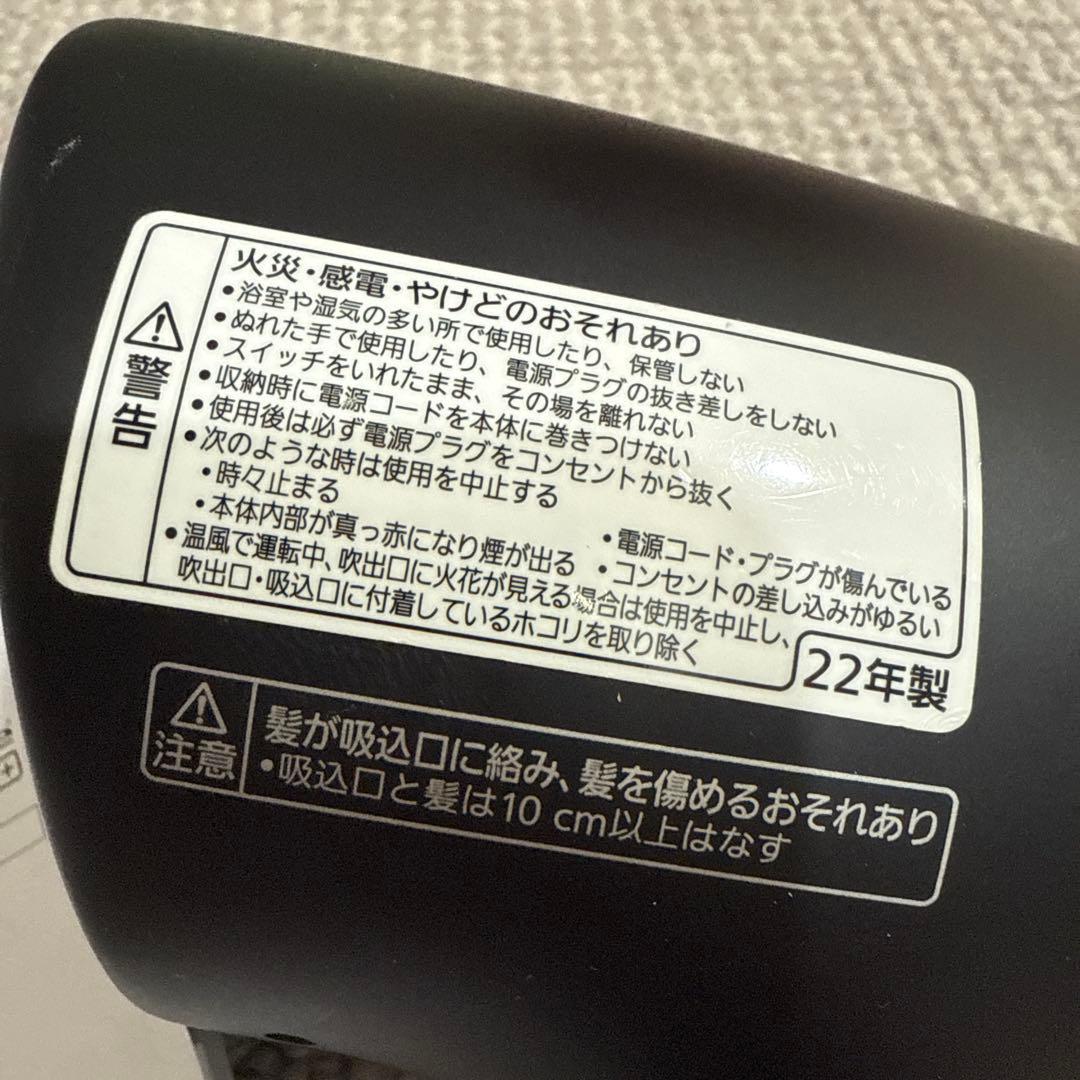 警告
火災・感電・やけどのおそれあり
•浴室や湿気の多い所で使用したり、保管しない
•ぬれた手で使用したり、電源プラグの抜き差しをしない
•スイッチをいれたまま、その場を離れない
•収納時に電源コードを本体に巻きつけない
•使用後は必ず電源プラグをコンセントから抜く
•次のような時は使用を中止する
・時々止まる
・本体内部が真っ赤になり煙が出る
・電源コード・プラグが傷んでいる
・コンセントの差し込みがゆるい
•温風で運転中、吹出口に火花が見える場合は使用を中止し、
吹出口・吸込口に付着しているホコリを取り除く
22年製
注意
髪が吸込口に絡み、髪を傷めるおそれあり
•吸込口と髪は10 cm以上はなす